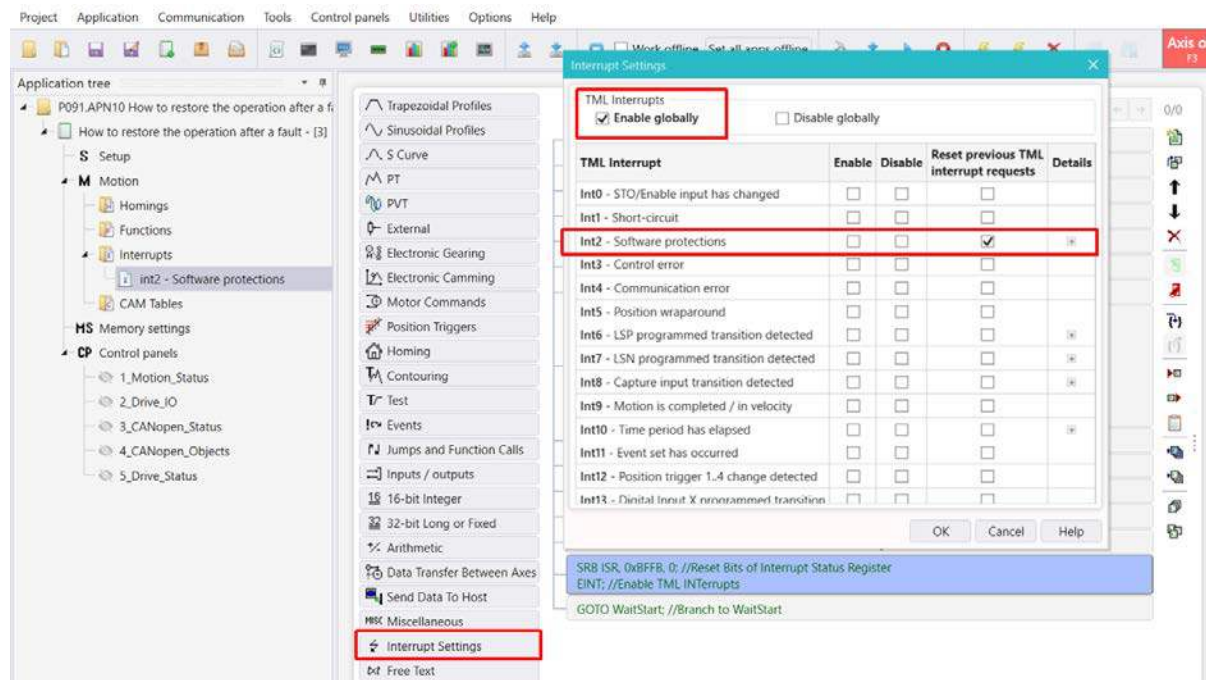 Project Application Communication Tools Control panels Utilities Options Help
Work offline Set all apps offline
Axis o
F3
Application tree
P091.APN10 How to restore the operation after a fa
How to restore the operation after a fault - [3]
S Setup
M Motion
Homings
Functions
Interrupts
int2 - Software protections
CAM Tables
MS Memory settings
CP Control panels
1_Motion_Status
2_Drive_IO
3_CANopen_Status
4_CANopen_Objects
5_Drive_Status
Trapezoidal Profiles
Sinusoidal Profiles
S Curve
PT
PVT
External
Electronic Gearing
Electronic Camming
Motor Commands
Position Triggers
Homing
Contouring
Test
Events
Jumps and Function Calls
Inputs / outputs
16 16-bit Integer
32 32-bit Long or Fixed
Arithmetic
Data Transfer Between Axes
Send Data To Host
MISC Miscellaneous
Interrupt Settings
txt Free Text
Interrupt Settings
TML Interrupts
Enable globally Disable globally
TML Interrupt Enable Disable Reset previous TML interrupt requests Details
Int0 - STO/Enable input has changed
Int1 - Short-circuit
Int2 - Software protections
Int3 - Control error
Int4 - Communication error
Int5 - Position wraparound
Int6 - LSP programmed transition detected
Int7 - LSN programmed transition detected
Int8 - Capture input transition detected
Int9 - Motion is completed / in velocity
Int10 - Time period has elapsed
Int11 - Event set has occurred
Int12 - Position trigger 1..4 change detected
Int13 - Digital Input X programmed transition
OK Cancel Help
SRB ISR, 0xBFFB, 0; //Reset Bits of Interrupt Status Register
EINT; //Enable TML INTerrupts
GOTO WaitStart; //Branch to WaitStart
0/0